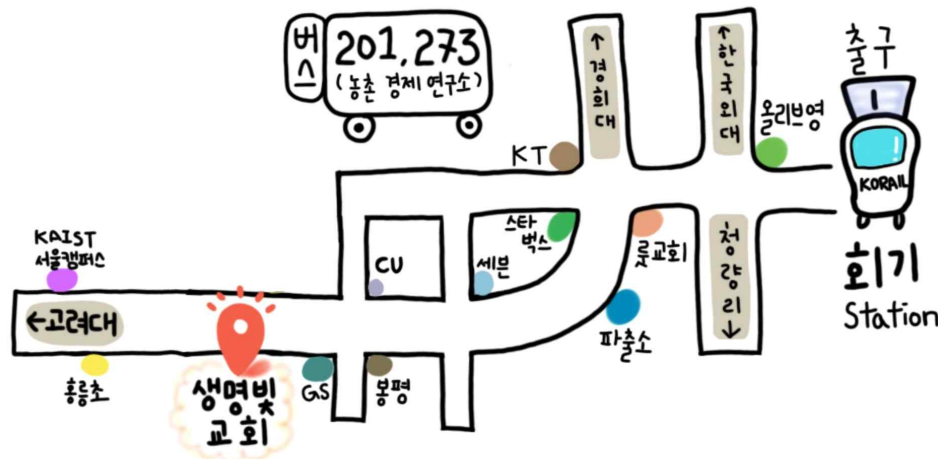 버스
201, 273
(농촌 경제 연구소)
↑경희대
↑한국외대
출구
1
올리브영
KT
KORAIL
스타
벅스
룻교회
청량리↓
회기
Station
KAIST
서울캠퍼스
CU
세븐
←고려대
파출소
홍릉초
생명빛
교회
GS
봉평